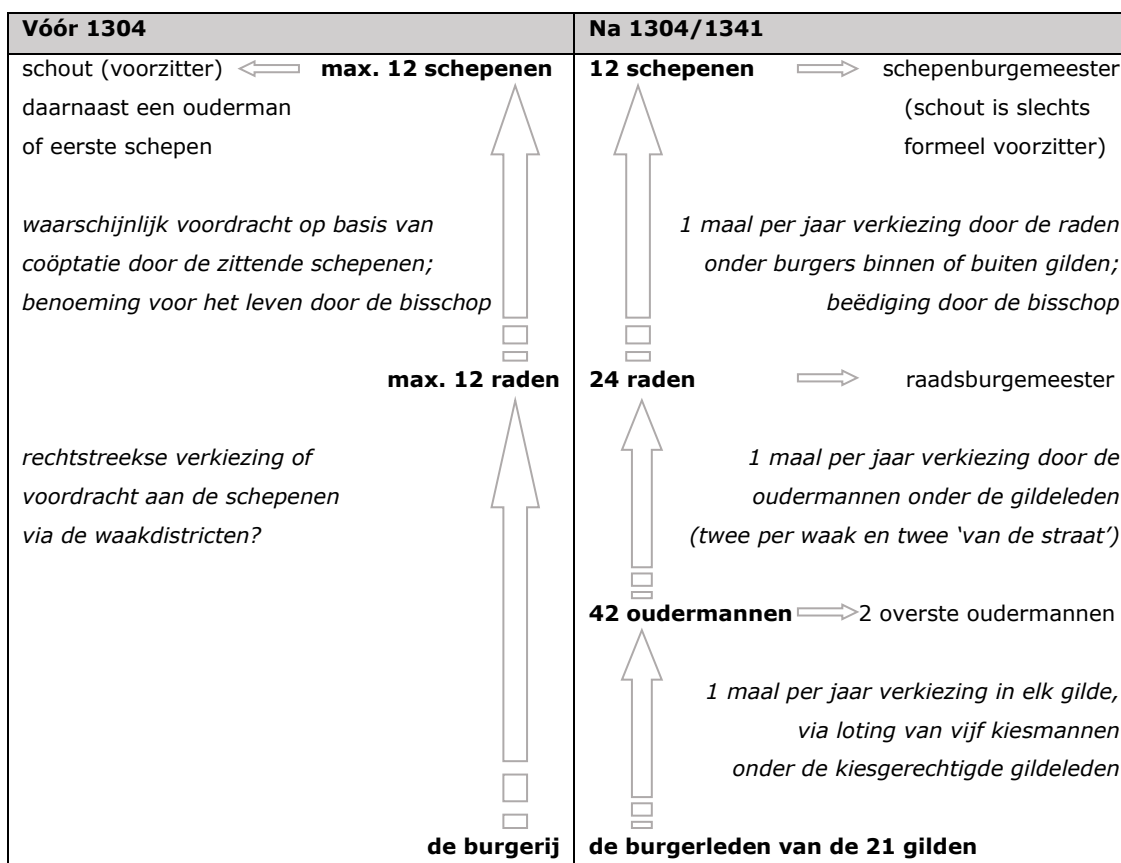 Vóór 1304
schout (voorzitter) max. 12 schepenen
daarnaast een ouderman
of eerste schepen
waarschijnlijk voordracht op basis van
coöptatie door de zittende schepenen;
benoeming voor het leven door de bisschop
max. 12 raden
rechtstreekse verkiezing of
voordracht aan de schepenen
via de waakdistricten?
de burgerij
Na 1304/1341
12 schepenen schepenburgemeester
(schout is slechts
formeel voorzitter)
1 maal per jaar verkiezing door de raden
onder burgers binnen of buiten gilden;
beëdiging door de bisschop
24 raden raadsburgemeester
1 maal per jaar verkiezing door de
oudermannen onder de gildeleden
(twee per waak en twee ‘van de straat’)
42 oudermannen 2 overste oudermannen
1 maal per jaar verkiezing in elk gilde,
via loting van vijf kiesmannen
onder de kiesgerechtigde gildeleden
de burgerleden van de 21 gilden